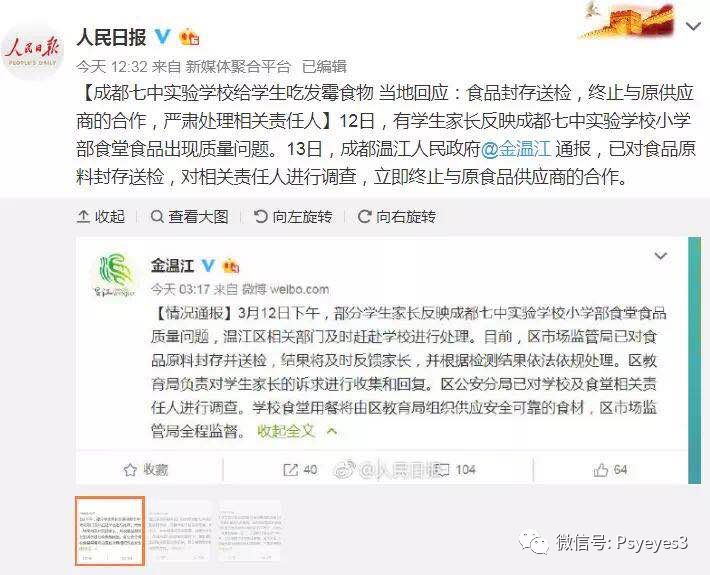 人民日报
PEOPLE'S DAILY
人民日报
今天 12:32 来自 新媒体聚合平台 已编辑
【成都七中实验学校给学生吃发霉食物 当地回应：食品封存送检，终止与原供应
商的合作，严肃处理相关责任人】12日，有学生家长反映成都七中实验学校小学
部食堂食品出现质量问题。13日，成都温江人民政府@金温江 通报，已对食品原
料封存送检，对相关责任人进行调查，立即终止与原食品供应商的合作。
收起 查看大图 向左旋转 向右旋转
金温江
今天 03:17 来自 微博 weibo.com
【情况通报】3月12日下午，部分学生家长反映成都七中实验学校小学部食堂食品
质量问题，温江区相关部门及时赶赴学校进行处理。目前，区市场监管局已对食
品原料封存并送检，结果将及时反馈家长，并根据检测结果依法依规处理。区教
育局负责对学生家长的诉求进行收集和回复。区公安分局已对学校及食堂相关责
任人进行调查。学校食堂用餐将由区教育局组织供应安全可靠的食材，区市场监
管局全程监督。 收起全文
收藏 40 @人民日报 104 64
微信号: Psyeyes3